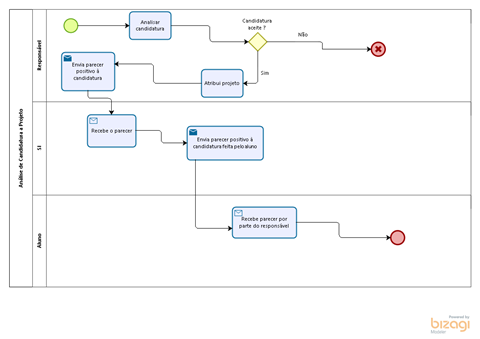 Análise de Candidatura a Projeto
Responsável
Analicar
candidatura
Candidatura
aceite ?
Não
Sim
Atribui projeto
Envia parecer
positivo à
candidatura
SI
Recebe o parecer
Envia parecer positivo à
candidatura feita pelo aluno
Aluno
Recebe parecer por
parte do responsável
Powered by
bizagi
Modeler